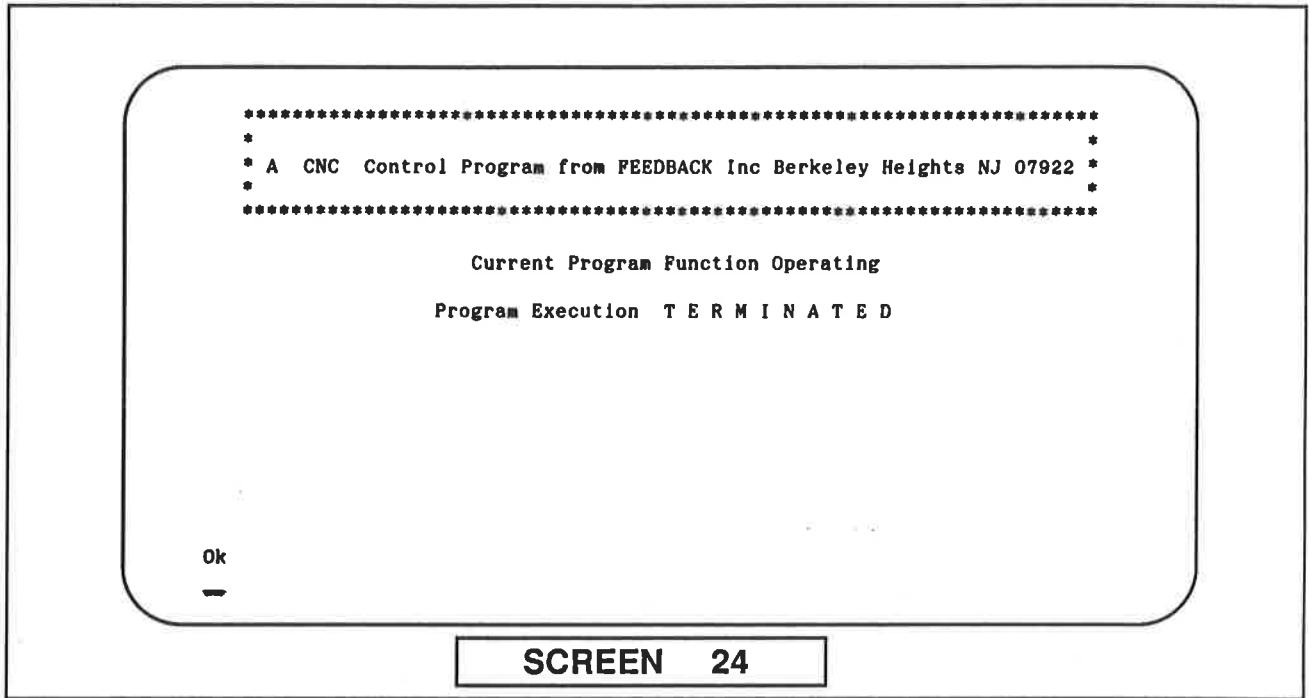 ***********************************************************************
* *
* A CNC Control Program from FEEDBACK Inc Berkeley Heights NJ 07922 *
* *
***********************************************************************
Current Program Function Operating
Program Execution T E R M I N A T E D
Ok
SCREEN 24